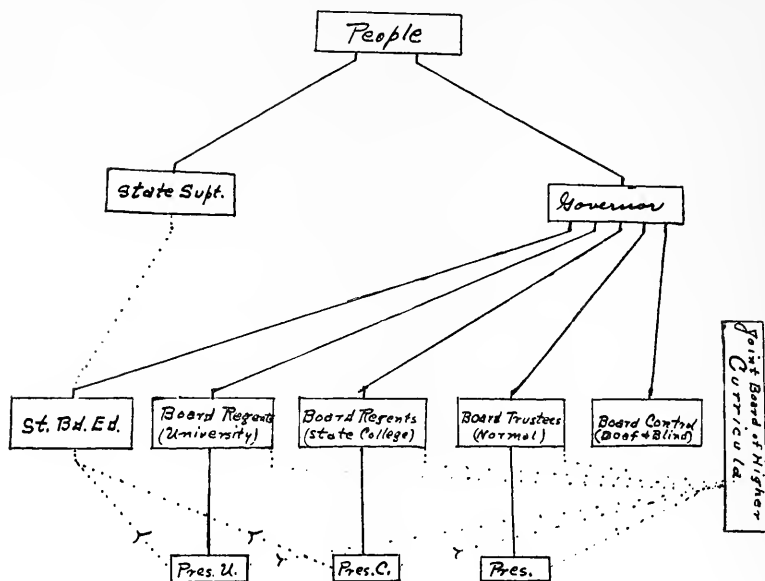 People
State Supt.
Governor
St. Bd. Ed.
Board Regents
(University)
Board Regents
(State College)
Board Trustees
(Normal)
Board Control
(Deaf & Blind)
Joint Board of Higher
Curricula
Pres. U.
Pres. C.
Pres.